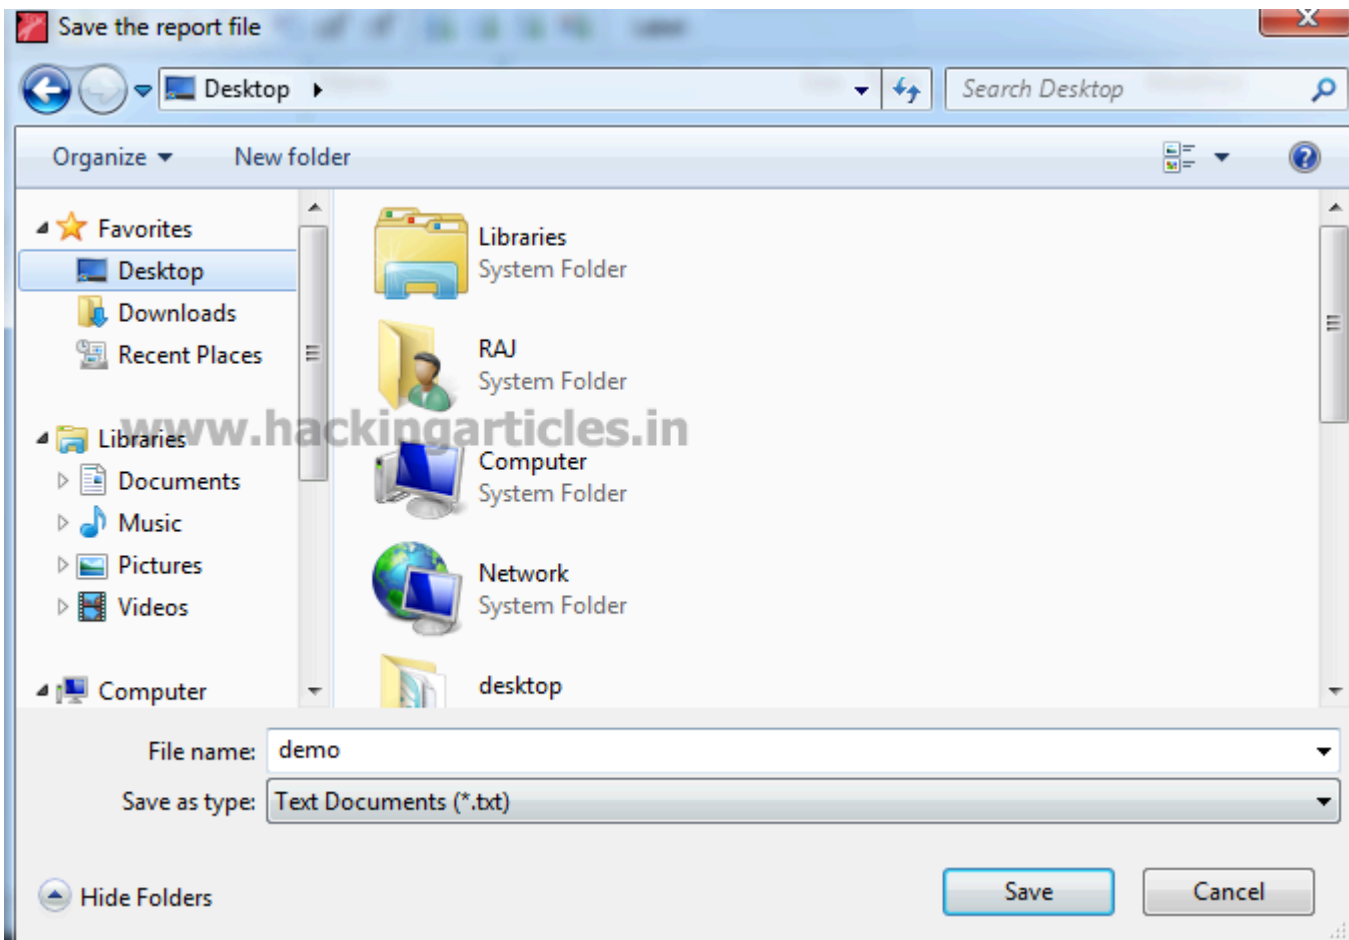 Save the report file
Desktop
Search Desktop
Organize
New folder
Favorites
Desktop
Downloads
Recent Places
Libraries
Documents
Music
Pictures
Videos
Computer
Libraries
System Folder
RAJ
System Folder
www.hackingarticles.in
Computer
System Folder
Network
System Folder
desktop
File name: demo
Save as type: Text Documents (*.txt)
Hide Folders
Save
Cancel